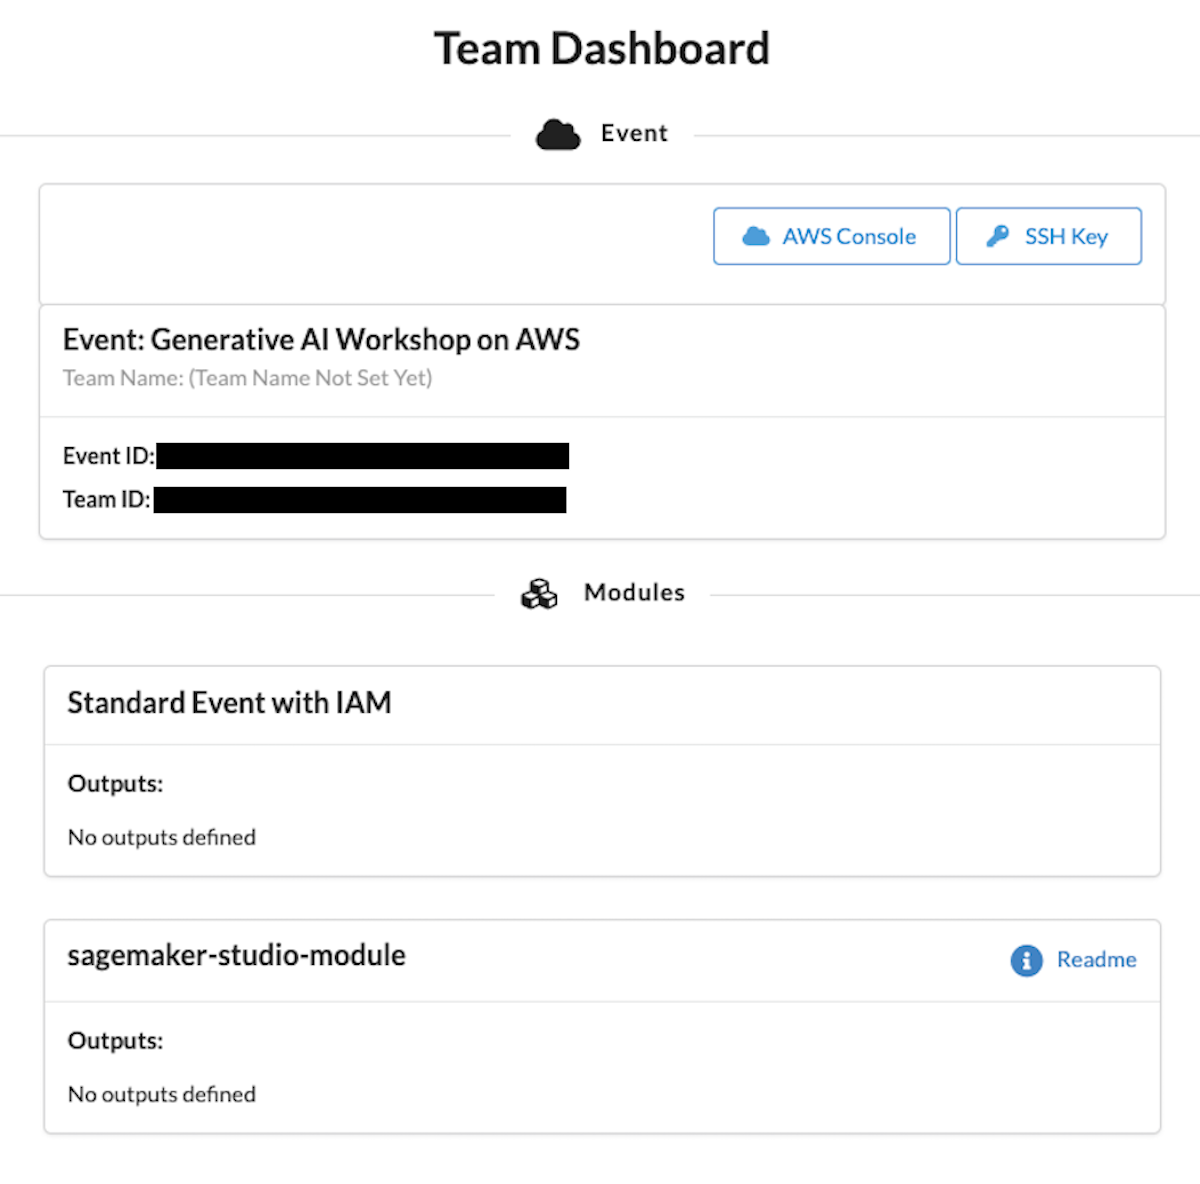 Team Dashboard
Event
AWS Console
SSH Key
Event: Generative AI Workshop on AWS
Team Name: (Team Name Not Set Yet)
Event ID:
Team ID:
Modules
Standard Event with IAM
Outputs:
No outputs defined
sagemaker-studio-module
Readme
Outputs:
No outputs defined